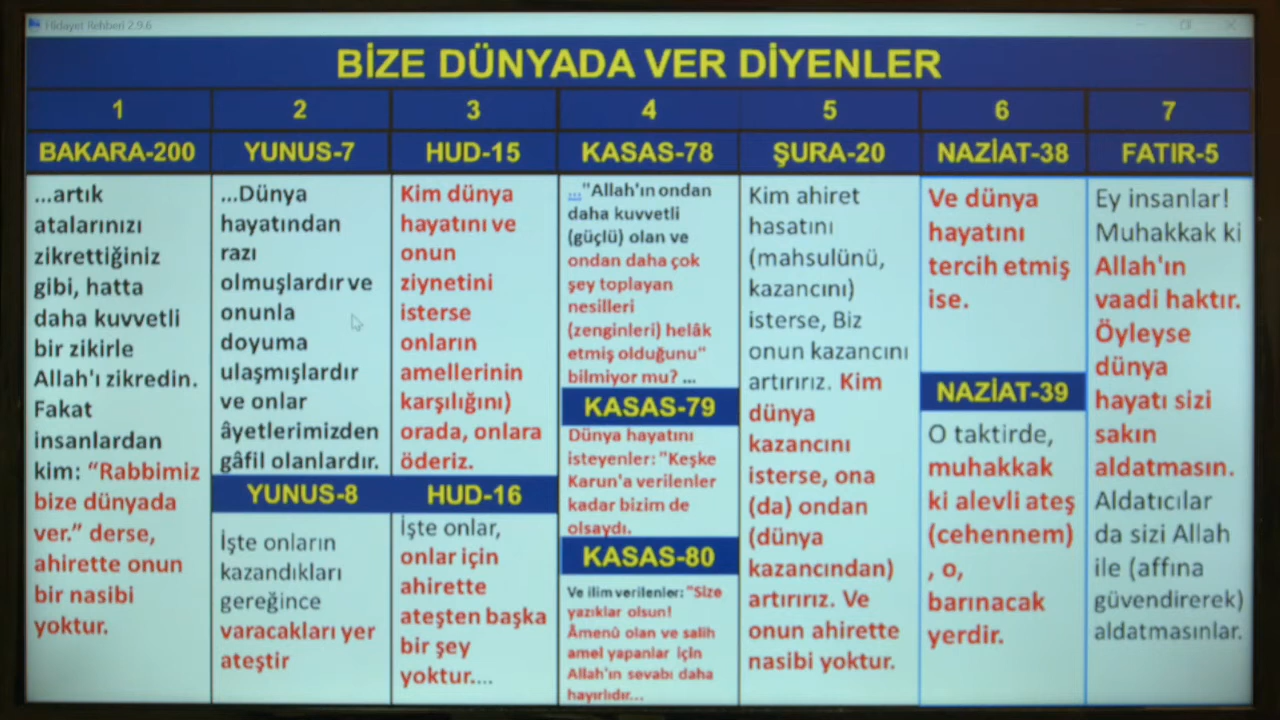 Hidayet Rehberi 2.9.6
BİZE DÜNYADA VER DİYENLER
1
BAKARA-200
...artık
atalarınızı
zikrettiğiniz
gibi, hatta
daha kuvvetli
bir zikirle
Allah'ı zikredin.
Fakat
insanlardan
kim: “Rabbimiz
bize dünyada
ver.” derse,
ahirette onun
bir nasibi
yoktur.
2
YUNUS-7
...Dünya
hayatından
razı
olmuşlardır ve
onunla
doyuma
ulaşmışlardır
ve onlar
âyetlerimizden
gâfil olanlardır.
YUNUS-8
İşte onların
kazandıkları
gereğince
varacakları yer
ateştir
3
HUD-15
Kim dünya
hayatını ve
onun
ziynetini
isterse
onların
amellerinin
karşılığını)
orada, onlara
öderiz.
HUD-16
İşte onlar,
onlar için
ahirette
ateşten başka
bir şey
yoktur....
4
KASAS-78
..."Allah'ın ondan
daha kuvvetli
(güçlü) olan ve
ondan daha çok
şey toplayan
nesilleri
(zenginleri) helâk
etmiş olduğunu"
bilmiyor mu? ...
KASAS-79
Dünya hayatını
isteyenler: "Keşke
Karun'a verilenler
kadar bizim de
olsaydı.
KASAS-80
Ve ilim verilenler: "Size
yazıklar olsun!
Âmenû olan ve salih
amel yapanlar için
Allah'ın sevabı daha
hayırlıdır...
5
ŞURA-20
Kim ahiret
hasatını
(mahsulünü,
kazancını)
isterse, Biz
onun kazancını
artırırız. Kim
dünya
kazancını
isterse, ona
(da) ondan
(dünya
kazancından)
artırırız. Ve
onun ahirette
nasibi yoktur.
6
NAZİAT-38
Ve dünya
hayatını
tercih etmiş
ise.
NAZİAT-39
O taktirde,
muhakkak
ki alevli ateş
(cehennem)
, o,
barınacak
yerdir.
7
FATIR-5
Ey insanlar!
Muhakkak ki
Allah'ın
vaadi haktır.
Öyleyse
dünya
hayatı sizi
sakın
aldatmasın.
Aldatıcılar
da sizi Allah
ile (affına
güvendirerek)
aldatmasınlar.